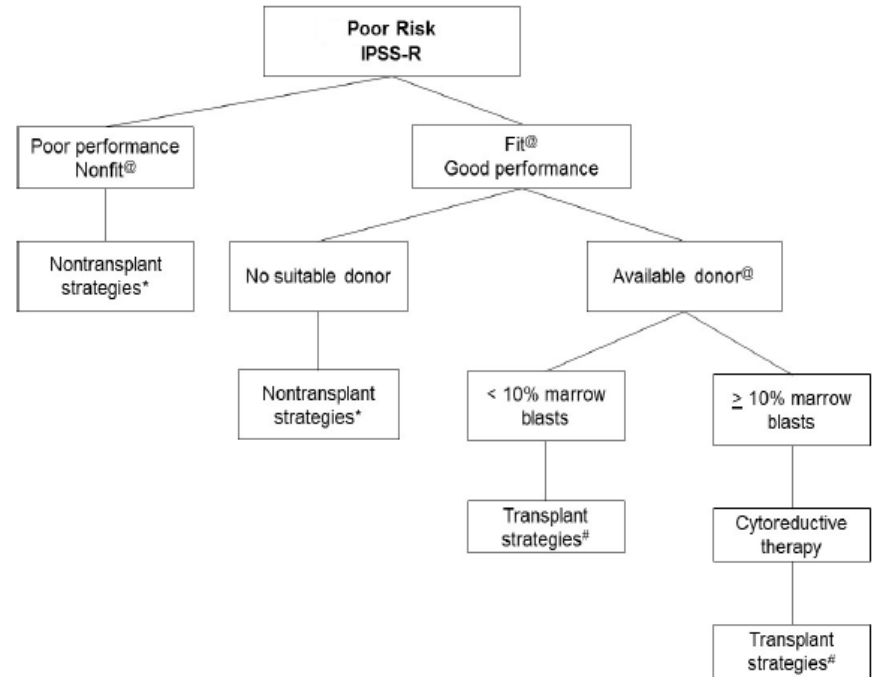 Poor Risk
IPSS-R
Poor performance
Nonfit@
Fit@
Good performance
Nontransplant
strategies*
No suitable donor
Available donor@
Nontransplant
strategies*
< 10% marrow
blasts
≥ 10% marrow
blasts
Transplant
strategies#
Cytoreductive
therapy
Transplant
strategies#